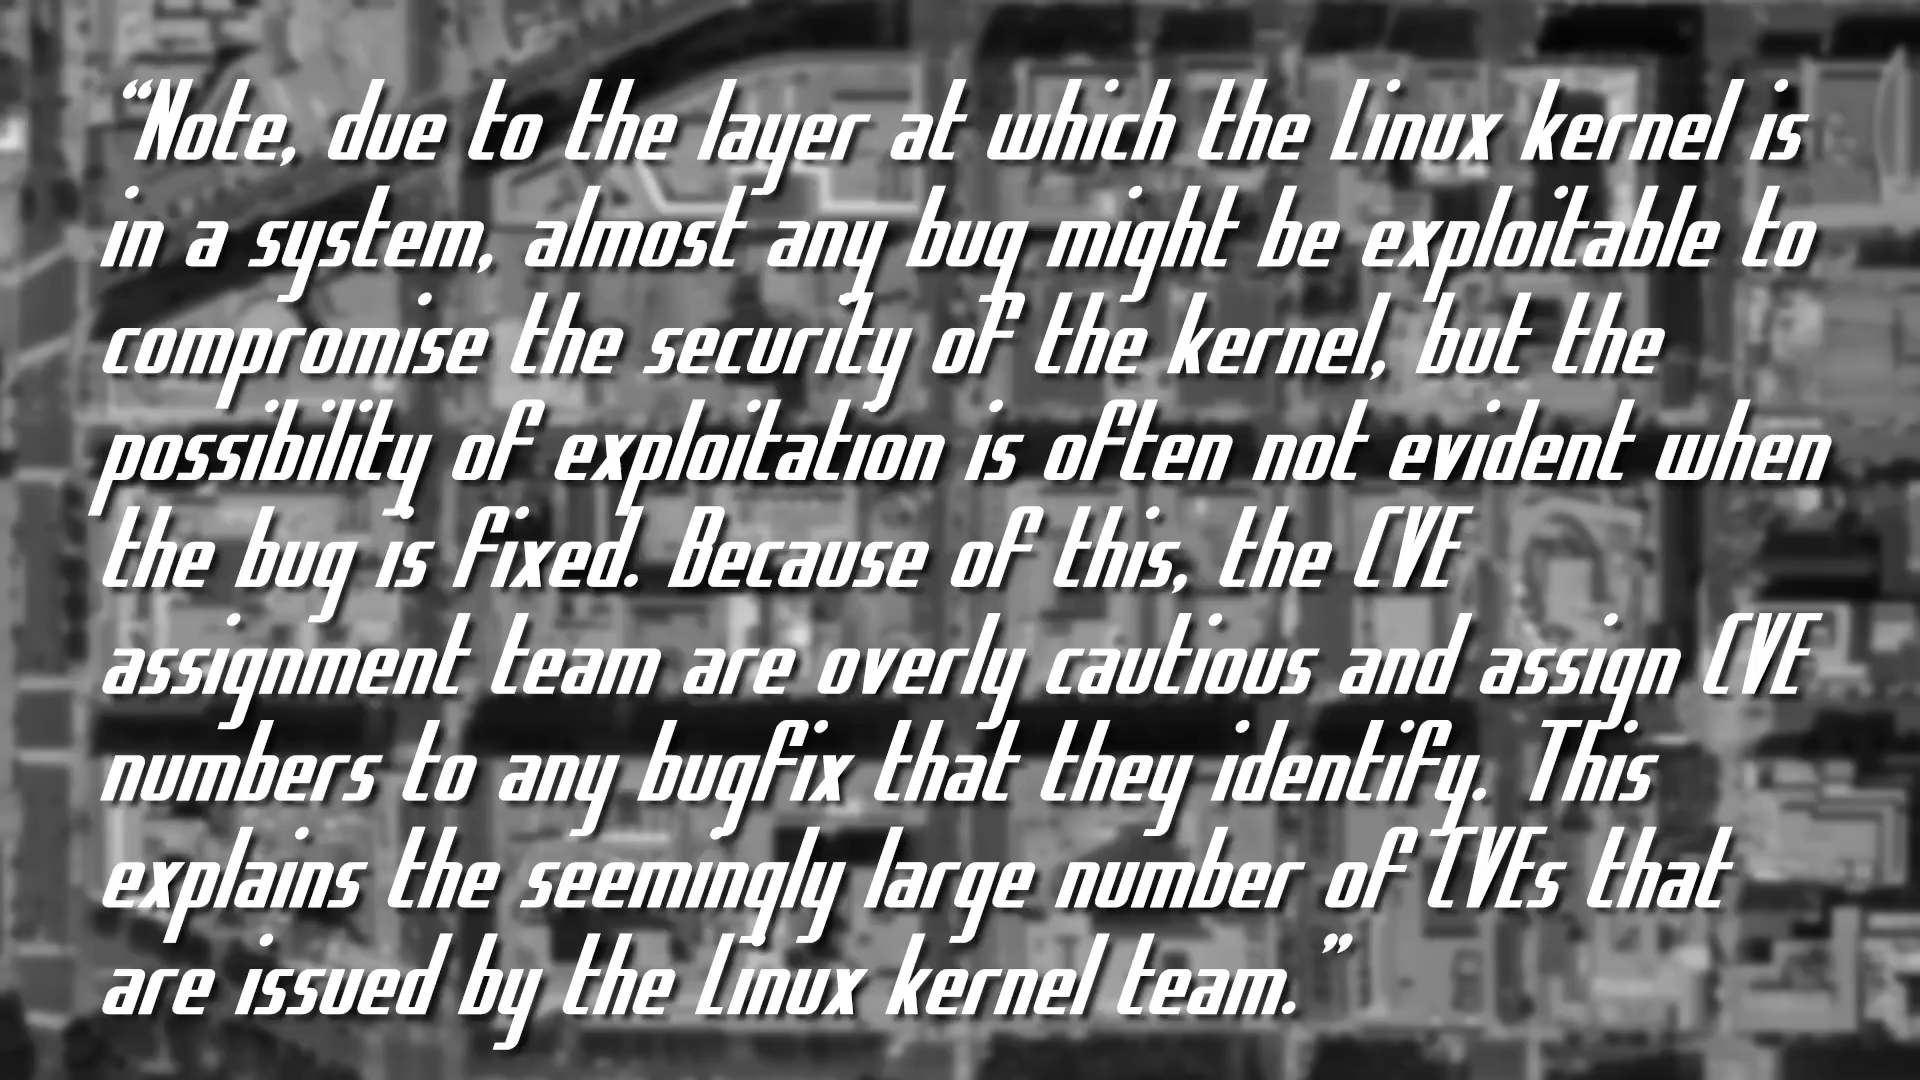 “Note, due to the layer at which the Linux kernel is
in a system, almost any bug might be exploitable to
compromise the security of the kernel, but the
possibility of exploitation is often not evident when
the bug is fixed. Because of this, the CVE
assignment team are overly cautious and assign CVE
numbers to any bugfix that they identify. This
explains the seemingly large number of CVEs that
are issued by the Linux kernel team.”